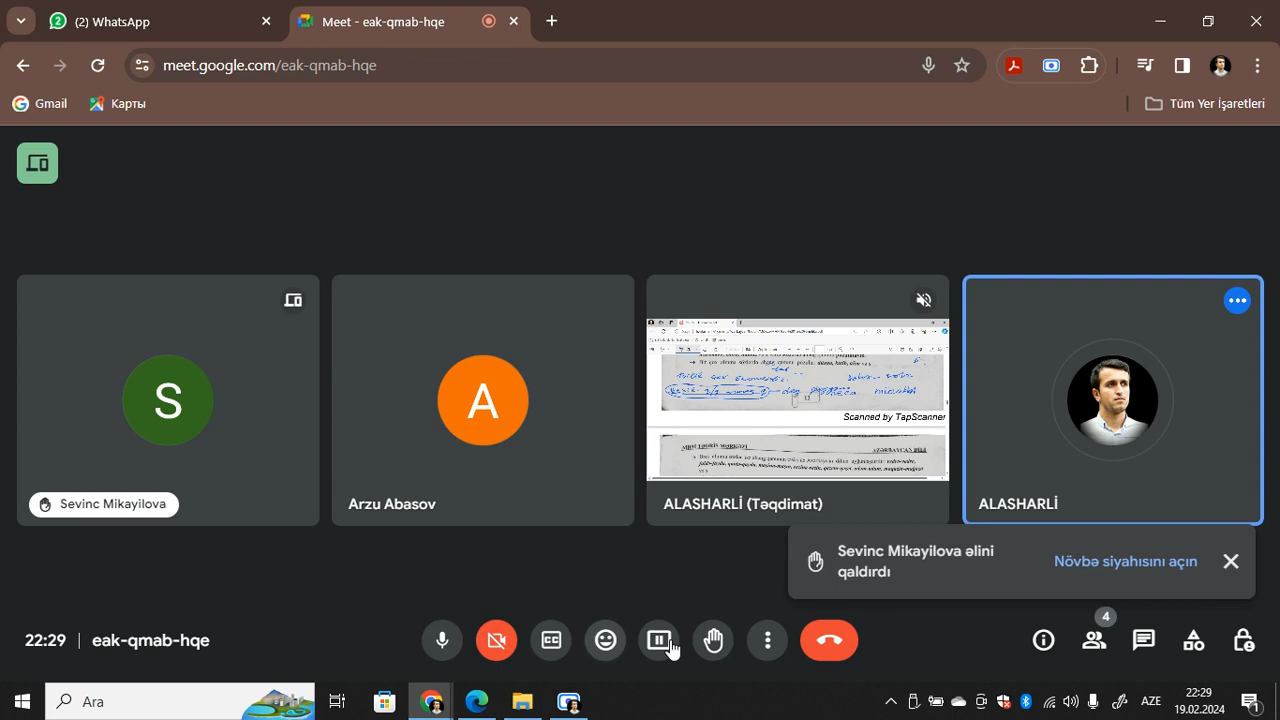 (2) WhatsApp
Meet - eak-qmab-hqe
meet.google.com/eak-qmab-hqe
Gmail
Карты
Tüm Yer İşaretleri
S
Sevinc Mikayilova
A
Arzu Abasov
Scanned by TapScanner
AZƏRBAYCAN DİLİ
ALASHARLİ (Təqdimat)
ALASHARLİ
Sevinc Mikayilova əlini
qaldırdı
Növbə siyahısını açın
22:29
eak-qmab-hqe
4
Ara
AZE
22:29
19.02.2024
1